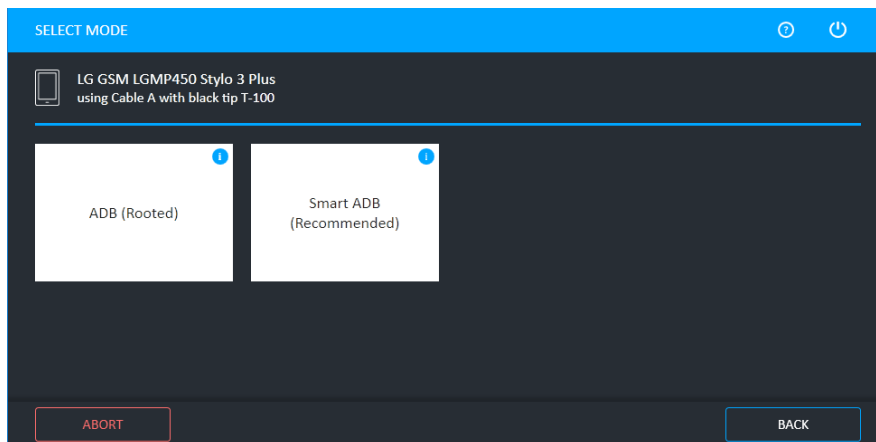 SELECT MODE
LG GSM LGMP450 Stylo 3 Plus
using Cable A with black tip T-100
ADB (Rooted)
Smart ADB
(Recommended)
ABORT
BACK